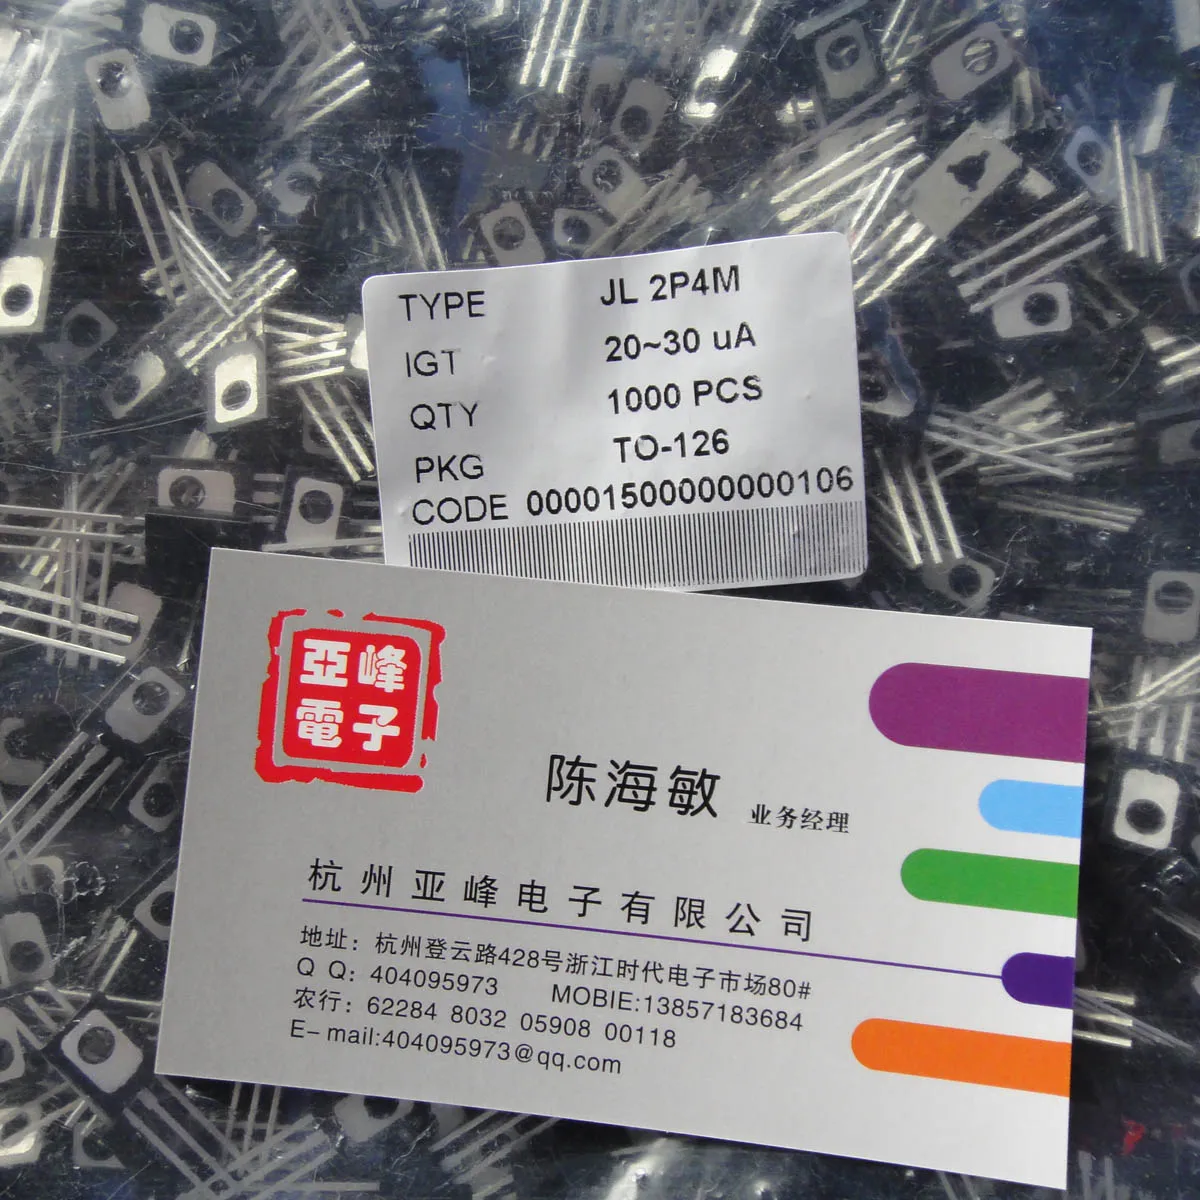 TYPE JL 2P4M
IGT 20~30 uA
QTY 1000 PCS
PKG TO-126
CODE 00001500000000106
亞峰
電子
陈海敏 业务经理
杭州亚峰电子有限公司
地址：杭州登云路428号浙江时代电子市场80#
Q Q：404095973 MOBIE:13857183684
农行：62284 8032 05908 00118
E-mail:404095973@qq.com